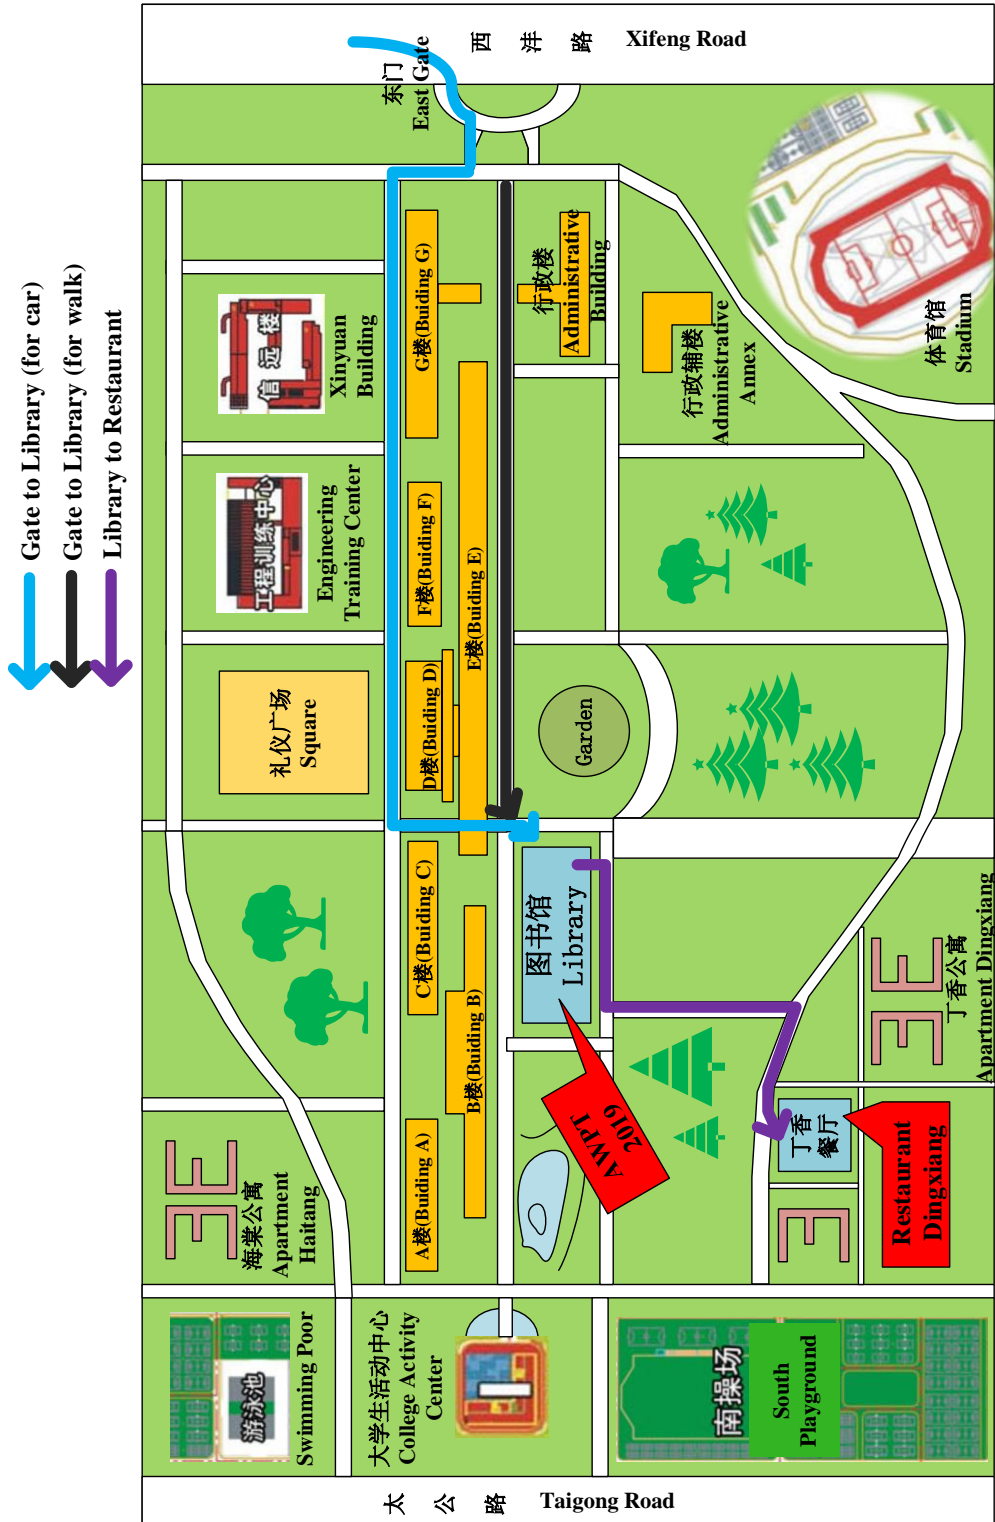 西 沣 路 Xifeng Road
东门
East Gate
Gate to Library (for car)
Gate to Library (for walk)
Library to Restaurant
信远楼
Xinyuan
Building
G楼(Buiding G)
行政楼
Administrative
Building
行政辅楼
Administrative
Annex
体育馆
Stadium
工程训练中心
Engineering
Training Center
F楼(Buiding F)
E楼(Buiding E)
礼仪广场
Square
D楼(Buiding D)
Garden
C楼(Buiding C)
B楼(Buiding B)
图书馆
Library
AWPT
2019
丁香公寓
Apartment Dingxiang
海棠公寓
Apartment
Haitang
A楼(Buiding A)
丁香
餐厅
Restaurant
Dingxiang
游泳池
Swimming Poor
大学生活动中心
College Activity
Center
南操场
South
Playground
太 公 路 Taigong Road